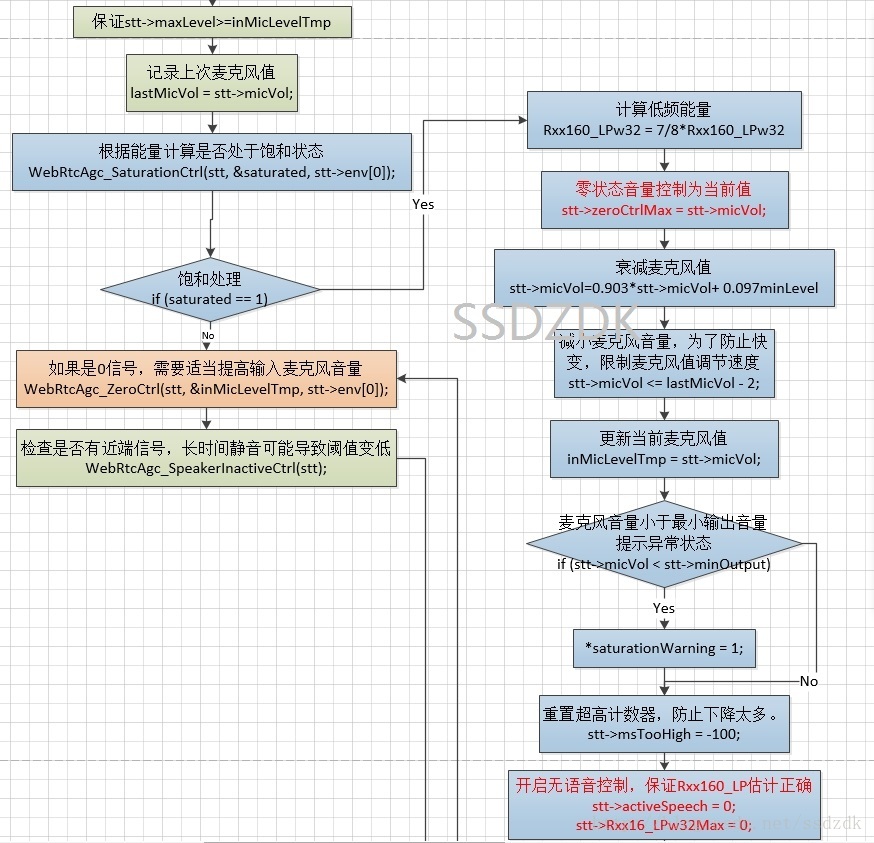 保证stt->maxLevel>=inMicLevelTmp
记录上次麦克风值
lastMicVol = stt->micVol;
根据能量计算是否处于饱和状态
WebRtcAgc_SaturationCtrl(stt, &saturated, stt->env[0]);
饱和处理
if (saturated == 1)
Yes
No
如果是0信号，需要适当提高输入麦克风音量
WebRtcAgc_ZeroCtrl(stt, &inMicLevelTmp, stt->env[0]);
检查是否有近端信号，长时间静音可能导致阈值变低
WebRtcAgc_SpeakerInactiveCtrl(stt);
计算低频能量
Rxx160_LPw32 = 7/8*Rxx160_LPw32
零状态音量控制为当前值
stt->zeroCtrlMax = stt->micVol;
衰减麦克风值
stt->micVol=0.903*stt->micVol+ 0.097minLevel
SSDZDK
减小麦克风音量，为了防止快
变，限制麦克风值调节速度
stt->micVol <= lastMicVol - 2;
更新当前麦克风值
inMicLevelTmp = stt->micVol;
麦克风音量小于最小输出音量
提示异常状态
if (stt->micVol < stt->minOutput)
Yes
*saturationWarning = 1;
No
重置超高计数器，防止下降太多。
stt->msTooHigh = -100;
开启无语音控制，保证Rxx160_LP估计正确
stt->activeSpeech = 0;
stt->Rxx16_LPw32Max = 0;
net/ssdzdk